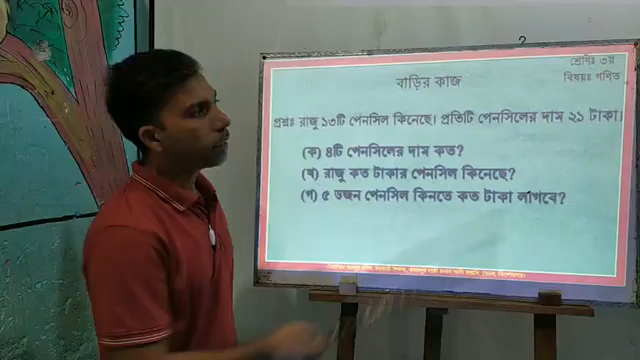 শ্রেণিঃ ৩য়
বিষয়ঃ গণিত
বাড়ির কাজ
প্রশ্নঃ রাজু ১৩টি পেনসিল কিনেছে। প্রতিটি পেনসিলের দাম ২১ টাকা।
(ক) ৪টি পেনসিলের দাম কত?
(খ) রাজু কত টাকার পেনসিল কিনেছে?
(গ) ৫ ডজন পেনসিল কিনতে কত টাকা লাগবে?